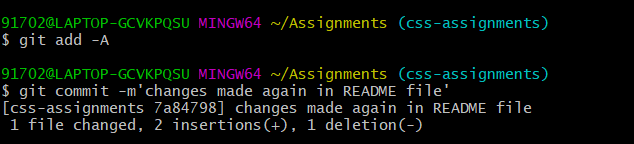 91702@LAPTOP-GCVKPQSU MINGW64 ~/Assignments (css-assignments)
$ git add -A
91702@LAPTOP-GCVKPQSU MINGW64 ~/Assignments (css-assignments)
$ git commit -m'changes made again in README file'
[css-assignments 7a84798] changes made again in README file
1 file changed, 2 insertions(+), 1 deletion(-)